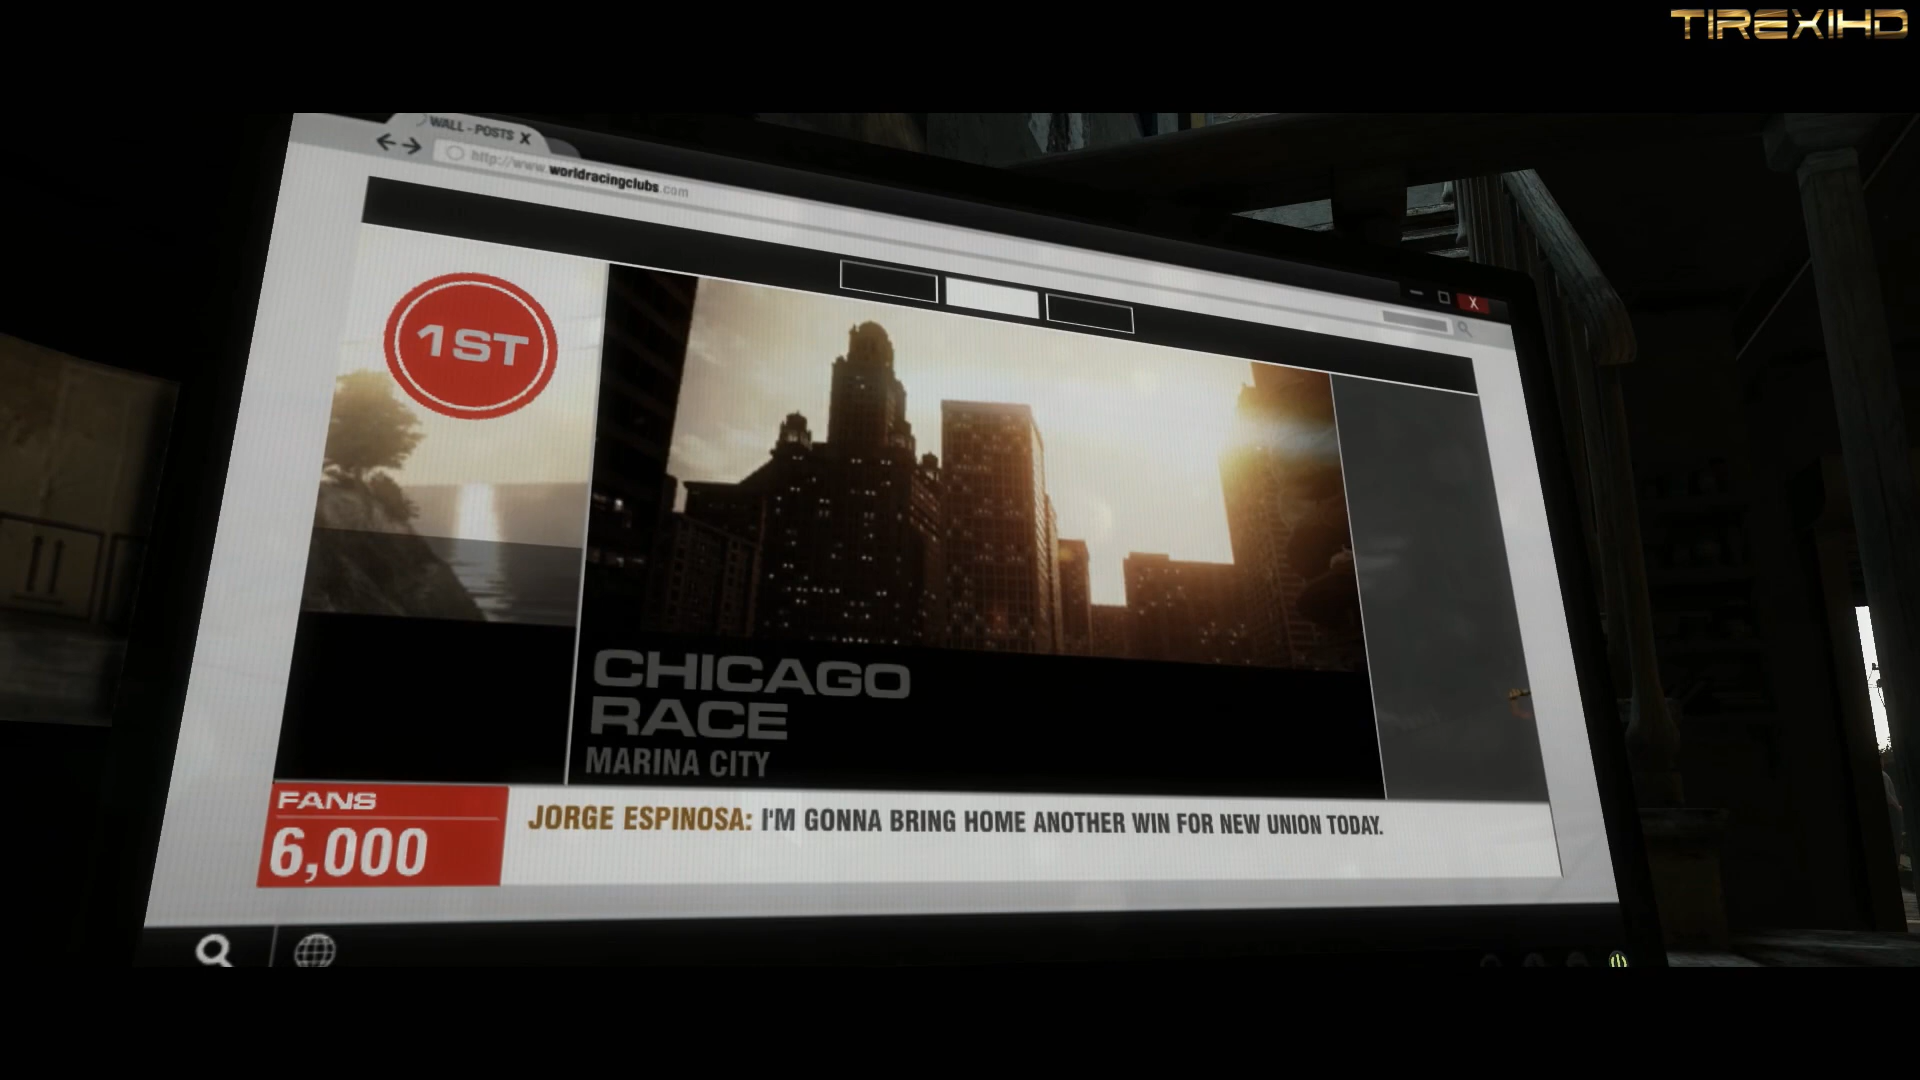 TIREXIHD
WALL - POSTS X
http://www.worldracingclubs.com
X
1ST
CHICAGO
RACE
MARINA CITY
FANS
6,000
JORGE ESPINOSA: I'M GONNA BRING HOME ANOTHER WIN FOR NEW UNION TODAY.